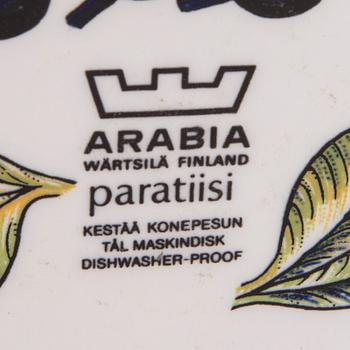 ARABIA
WÄRTSILÄ FINLAND
paratiisi
KESTÄÄ KONEPESUN
TÅL MASKINDISK
DISHWASHER-PROOF